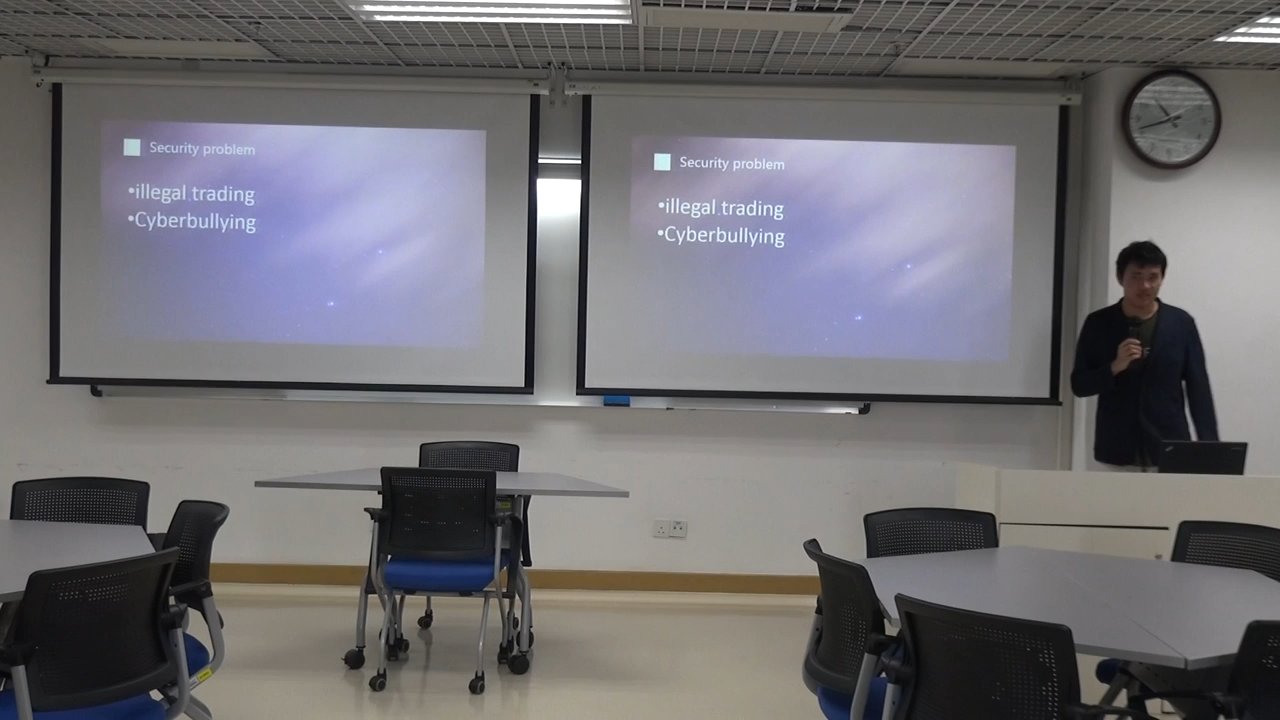 Security problem
•illegal trading
•Cyberbullying
Security problem
•illegal trading
•Cyberbullying